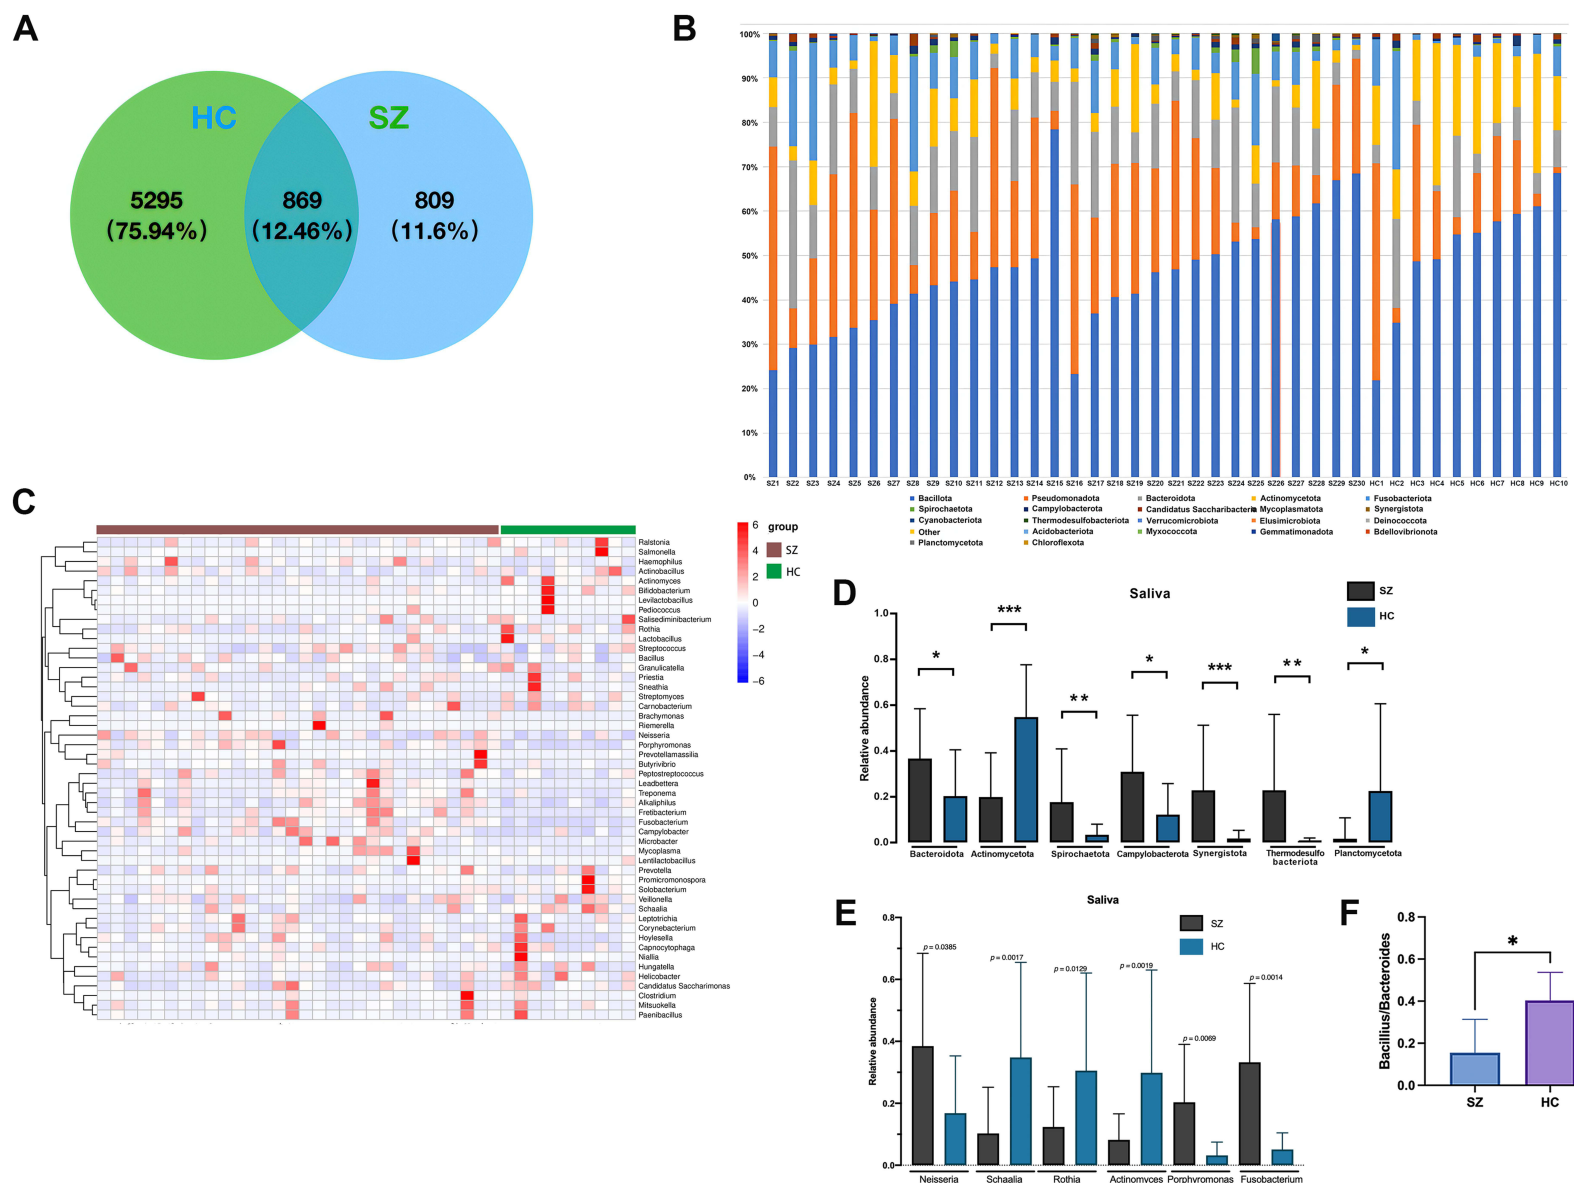 A
HC
SZ
5295
(75.94%)
869
(12.46%)
809
(11.6%)
B
100%
90%
80%
70%
60%
50%
40%
30%
20%
10%
0%
SZ1 SZ2 SZ3 SZ4 SZ5 SZ6 SZ7 SZ8 SZ9 SZ10 SZ11 SZ12 SZ13 SZ14 SZ15 SZ16 SZ17 SZ18 SZ19 SZ20 SZ21 SZ22 SZ23 SZ24 SZ25 SZ26 SZ27 SZ28 SZ29 SZ30 HC1 HC2 HC3 HC4 HC5 HC6 HC7 HC8 HC9 HC10
Bacillota Pseudomonadota Bacteroidota Actinomycetota Fusobacteriota
Spirochaetota Campylobacterota Candidatus Saccharibacteria Mycoplasmatota Synergistota
Cyanobacteriota Thermodesulfobacteriota Verrucomicrobiota Elusimicrobiota Deinococcota
Other Acidobacteriota Myxococcota Gemmatimonadota Bdellovibrionota
Planctomycetota Chloroflexota
C
Ralstonia
Salmonella
Haemophilus
Actinobacillus
Actinomyces
Bifidobacterium
Levilactobacillus
Pediococcus
Salisediminibacterium
Rothia
Lactobacillus
Streptococcus
Bacillus
Granulicatella
Priestia
Sneathia
Streptomyces
Carnobacterium
Brachymonas
Riemerella
Neisseria
Porphyromonas
Prevotellamassilia
Butyrivibrio
Peptostreptococcus
Leadbettera
Treponema
Alkaliphilus
Fretibacterium
Fusobacterium
Campylobacter
Microbacter
Mycoplasma
Lentilactobacillus
Prevotella
Promicromonospora
Solobacterium
Veillonella
Schaalia
Leptotrichia
Corynebacterium
Hoylesella
Capnocytophaga
Niallia
Hungatella
Helicobacter
Candidatus Saccharimonas
Clostridium
Mitsuokella
Paenibacillus
6
4
2
0
−2
−4
−6
group
SZ
HC
D
Saliva
SZ
HC
Relative abundance
1.0
0.8
0.6
0.4
0.2
0.0
* *** ** * *** ** *
Bacteroidota Actinomycetota Spirochaetota Campylobacterota Synergistota Thermodesulfo Planctomycetota
bacteriota
E
Saliva
SZ
HC
Relative abundance
0.8
0.6
0.4
0.2
0.0
p = 0.0385
p = 0.0017
p = 0.0129
p = 0.0019
p = 0.0069
p = 0.0014
Neisseria Schaalia Rothia Actinomyces Porphyromonas Fusobacterium
F
Bacillius/Bacteroides
0.8
0.6
0.4
0.2
0.0
*
SZ HC